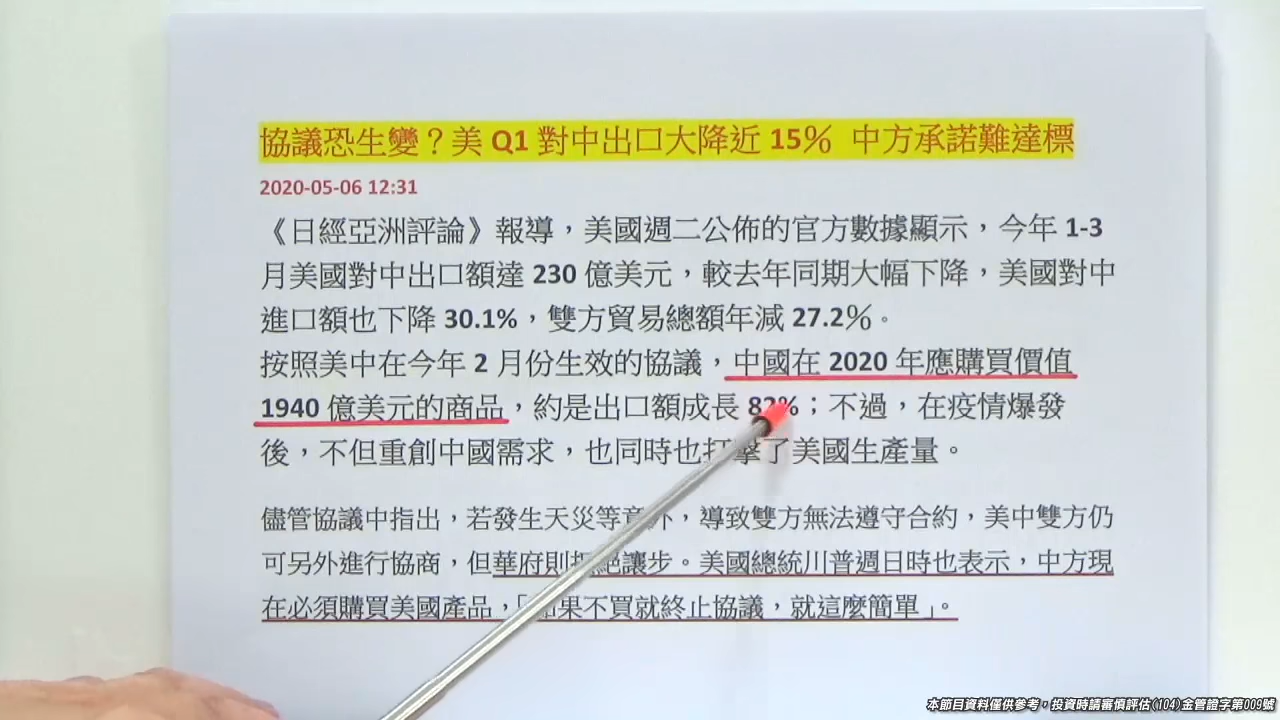 協議恐生變？美 Q1 對中出口大降近 15％ 中方承諾難達標
2020-05-06 12:31
《日經亞洲評論》報導，美國週二公佈的官方數據顯示，今年 1-3
月美國對中出口額達 230 億美元，較去年同期大幅下降，美國對中
進口額也下降 30.1%，雙方貿易總額年減 27.2％。
按照美中在今年 2 月份生效的協議，中國在 2020 年應購買價值
1940 億美元的商品，約是出口額成長 82%；不過，在疫情爆發
後，不但重創中國需求，也同時也打擊了美國生產量。
儘管協議中指出，若發生天災等意外，導致雙方無法遵守合約，美中雙方仍
可另外進行協商，但華府則拒絕讓步。美國總統川普週日時也表示，中方現
在必須購買美國產品，「如果不買就終止協議，就這麼簡單」。
本節目資料僅供參考，投資時請審慎評估(104)金管證字第009號